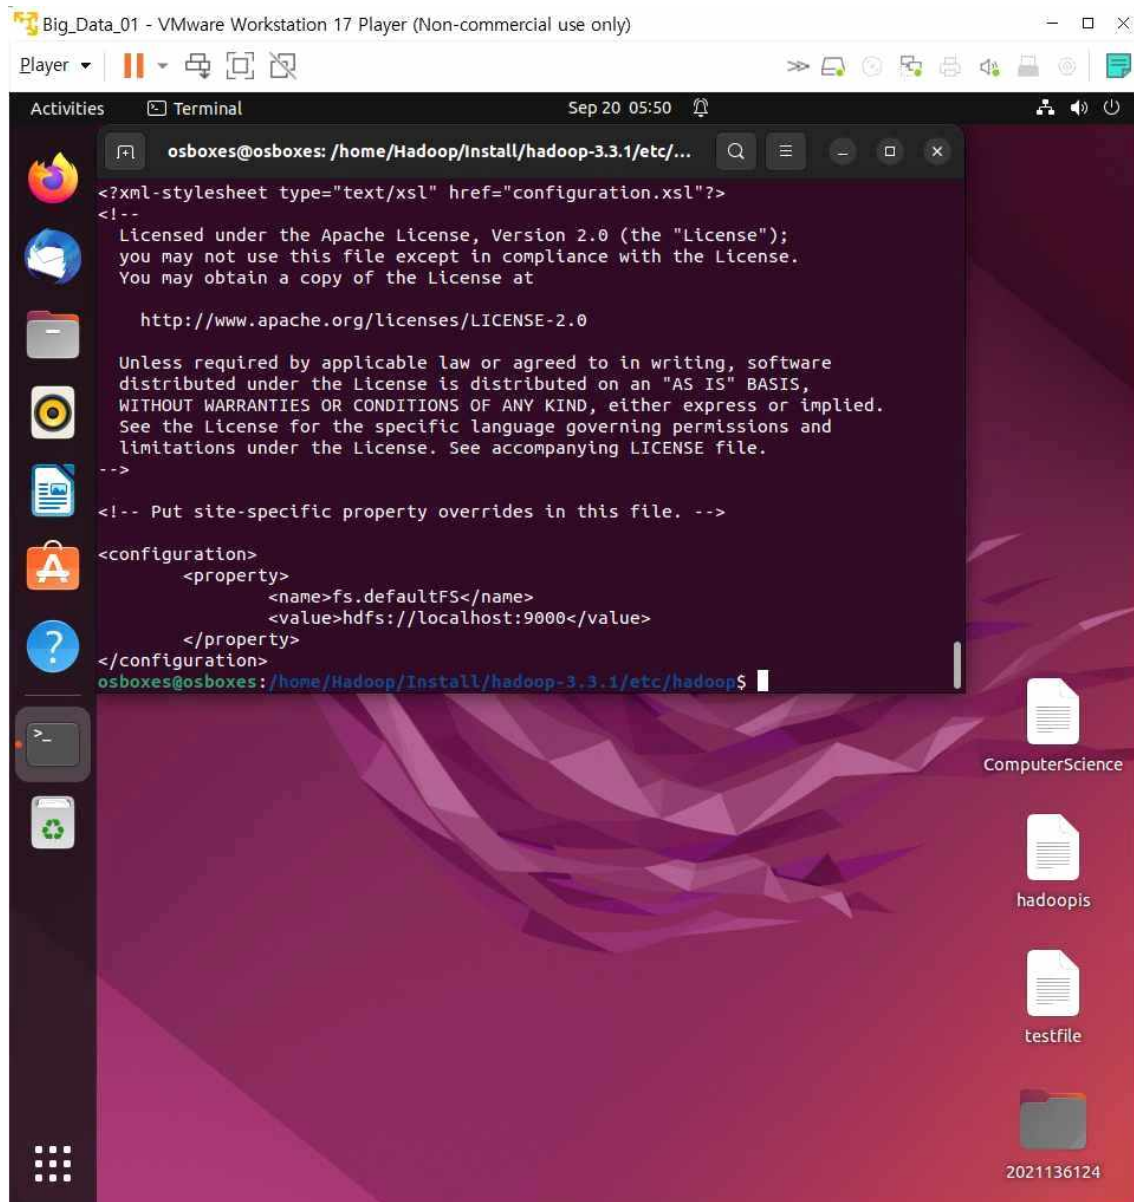 Big_Data_01 - VMware Workstation 17 Player (Non-commercial use only)
Player
Activities
Terminal
Sep 20 05:50
osboxes@osboxes: /home/Hadoop/Install/hadoop-3.3.1/etc/...
<?xml-stylesheet type="text/xsl" href="configuration.xsl"?>
<!--
Licensed under the Apache License, Version 2.0 (the "License");
you may not use this file except in compliance with the License.
You may obtain a copy of the License at
http://www.apache.org/licenses/LICENSE-2.0
Unless required by applicable law or agreed to in writing, software
distributed under the License is distributed on an "AS IS" BASIS,
WITHOUT WARRANTIES OR CONDITIONS OF ANY KIND, either express or implied.
See the License for the specific language governing permissions and
limitations under the License. See accompanying LICENSE file.
-->
<!-- Put site-specific property overrides in this file. -->
<configuration>
<property>
<name>fs.defaultFS</name>
<value>hdfs://localhost:9000</value>
</property>
</configuration>
osboxes@osboxes:/home/Hadoop/Install/hadoop-3.3.1/etc/hadoop$
ComputerScience
hadoopis
testfile
2021136124